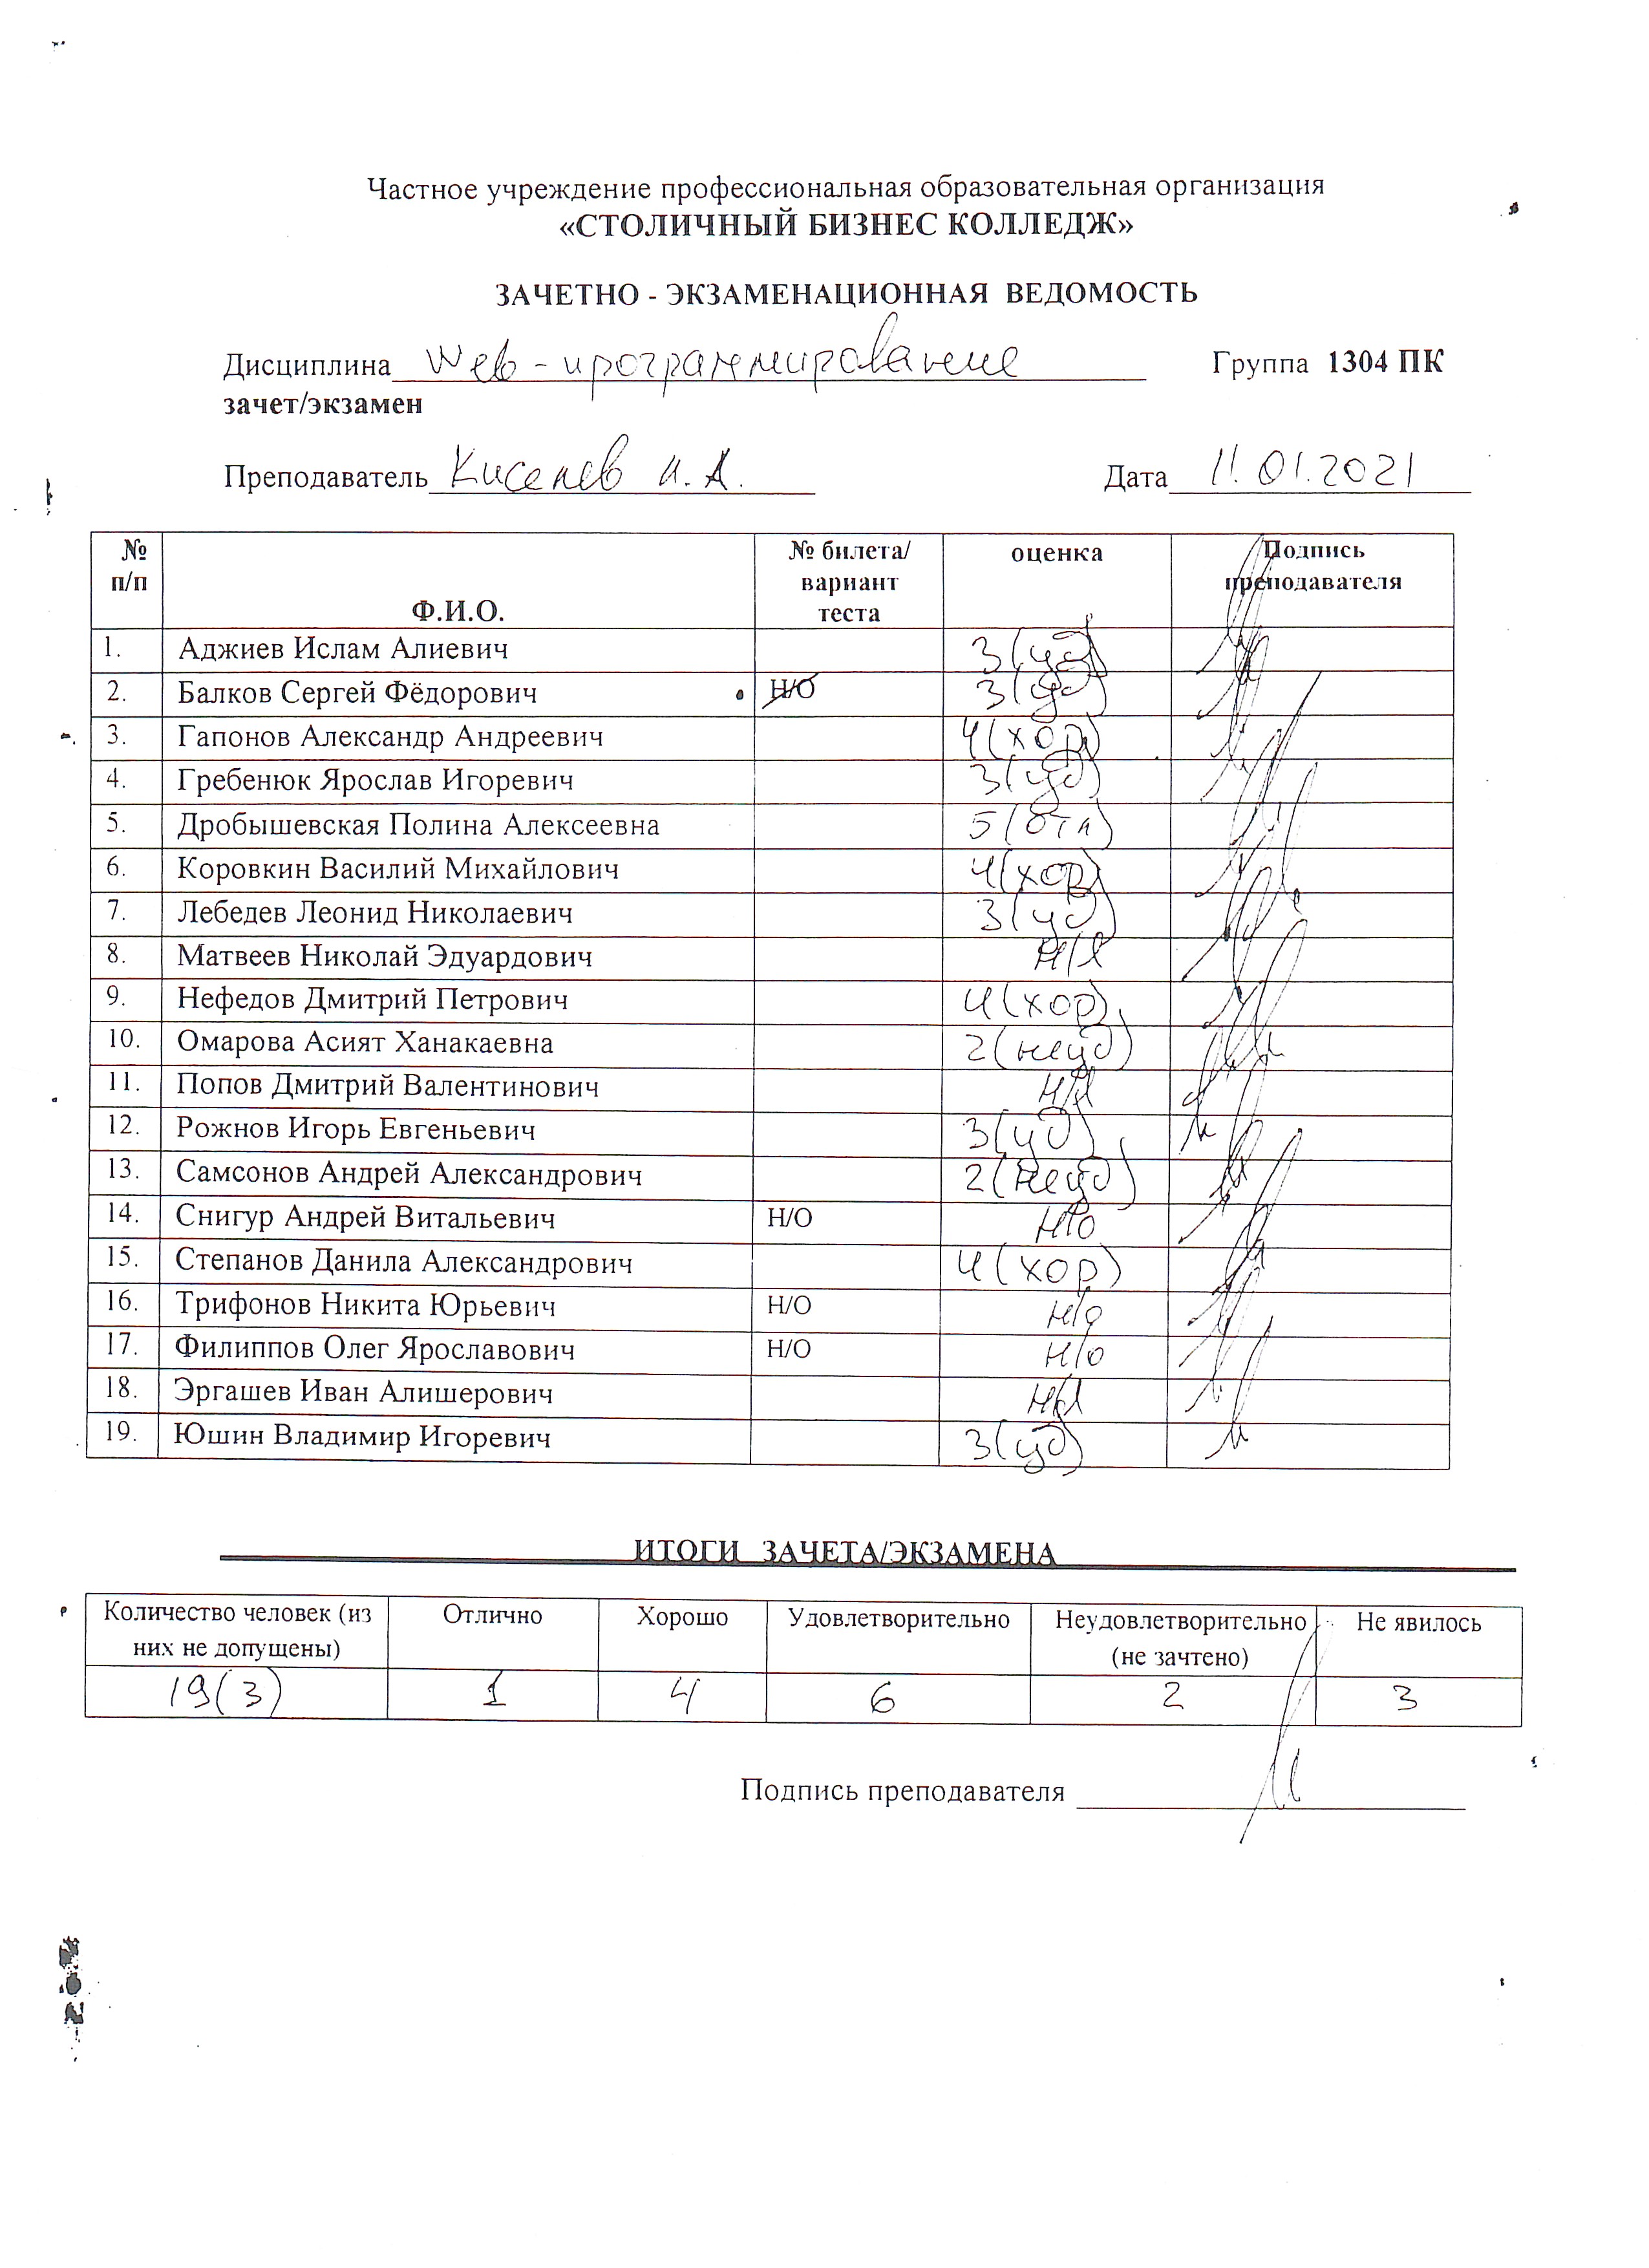 Частное учреждение профессиональная образовательная организация
«СТОЛИЧНЫЙ БИЗНЕС КОЛЛЕДЖ»
ЗАЧЕТНО - ЭКЗАМЕНАЦИОННАЯ ВЕДОМОСТЬ
Дисциплина Web-программирование Группа 1304 ПК
зачет/экзамен
Преподаватель Киселев И.А. Дата 11.01.2021
№ п/п Ф.И.О. № билета/ вариант теста оценка Подпись преподавателя
1. Аджиев Ислам Алиевич 3 (уд)
2. Балков Сергей Фёдорович Н/О 3 (уд)
3. Гапонов Александр Андреевич 4 (хор)
4. Гребенюк Ярослав Игоревич 3 (уд)
5. Дробышевская Полина Алексеевна 5 (отл)
6. Коровкин Василий Михайлович 4 (хор)
7. Лебедев Леонид Николаевич 3 (уд)
8. Матвеев Николай Эдуардович Н/Я
9. Нефедов Дмитрий Петрович 4 (хор)
10. Омарова Асият Ханакаевна 2 (неуд)
11. Попов Дмитрий Валентинович Н/Я
12. Рожнов Игорь Евгеньевич 3 (уд)
13. Самсонов Андрей Александрович 2 (неуд)
14. Снигур Андрей Витальевич Н/О Н/О
15. Степанов Данила Александрович 4 (хор)
16. Трифонов Никита Юрьевич Н/О Н/О
17. Филиппов Олег Ярославович Н/О Н/О
18. Эргашев Иван Алишерович Н/Я
19. Юшин Владимир Игоревич 3 (уд)
ИТОГИ ЗАЧЕТА/ЭКЗАМЕНА
Количество человек (из них не допущены) Отлично Хорошо Удовлетворительно Неудовлетворительно (не зачтено) Не явилось
19(3) 1 4 6 2 3
Подпись преподавателя